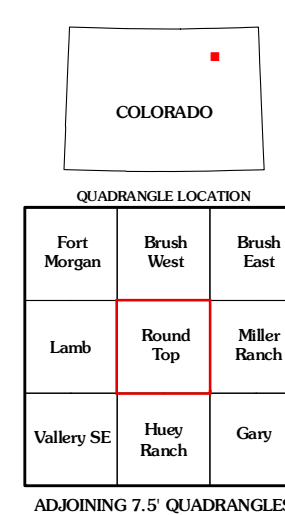 COLORADO
QUADRANGLE LOCATION
Fort
Morgan
Brush
West
Brush
East
Lamb
Round
Top
Miller
Ranch
Vallery SE
Huey
Ranch
Gary
ADJOINING 7.5' QUADRANGLES